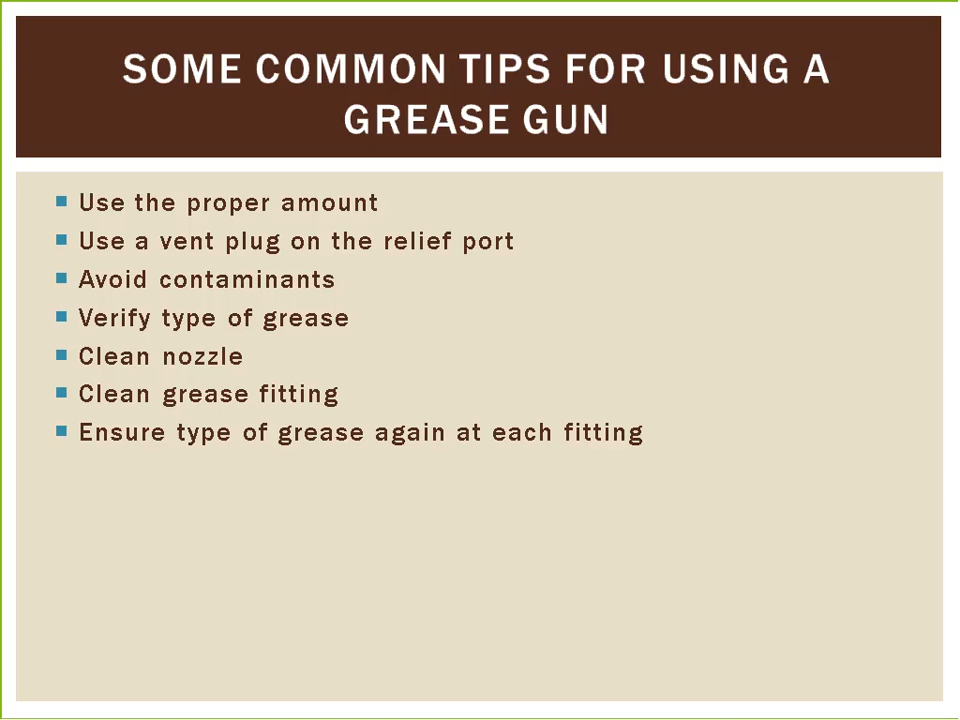 SOME COMMON TIPS FOR USING A
GREASE GUN
Use the proper amount
Use a vent plug on the relief port
Avoid contaminants
Verify type of grease
Clean nozzle
Clean grease fitting
Ensure type of grease again at each fitting